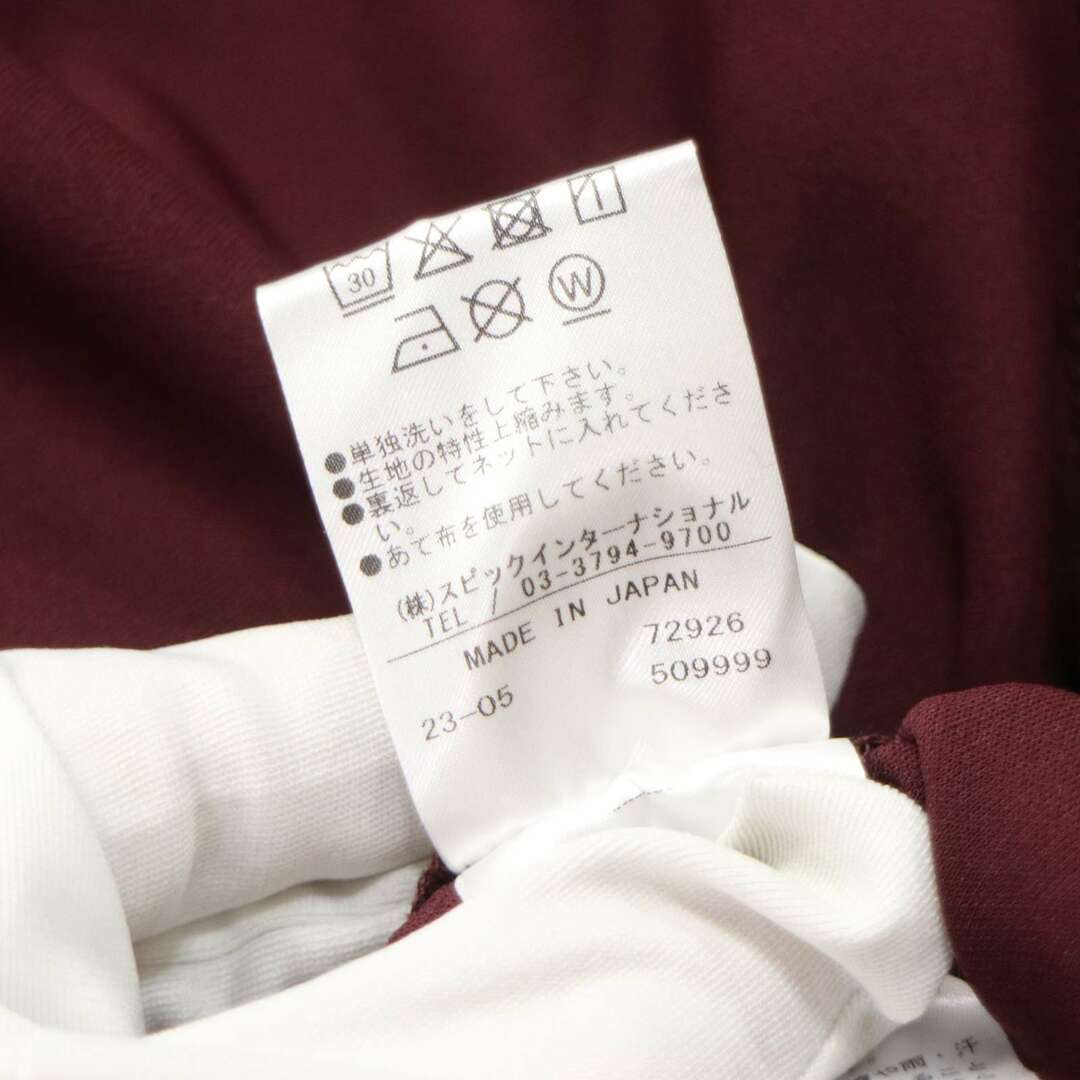 30
W
●単独洗いをして下さい。
●生地の特性上縮みます。
●裏返してネットに入れてくださ
い。
●あて布を使用してください。
(株)スピックインターナショナル
TEL / 03-3794-9700
MADE IN JAPAN
72926
23-05 509999
や雨・汗